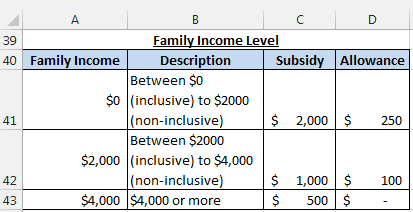 A B C D
39 Family Income Level
40 Family Income Description Subsidy Allowance
Between $0
$0 (inclusive) to $2000
41 (non-inclusive) $ 2,000 $ 250
Between $2000
$2,000 (inclusive) to $4,000
42 (non-inclusive) $ 1,000 $ 100
43 $4,000 $4,000 or more $ 500 $ -